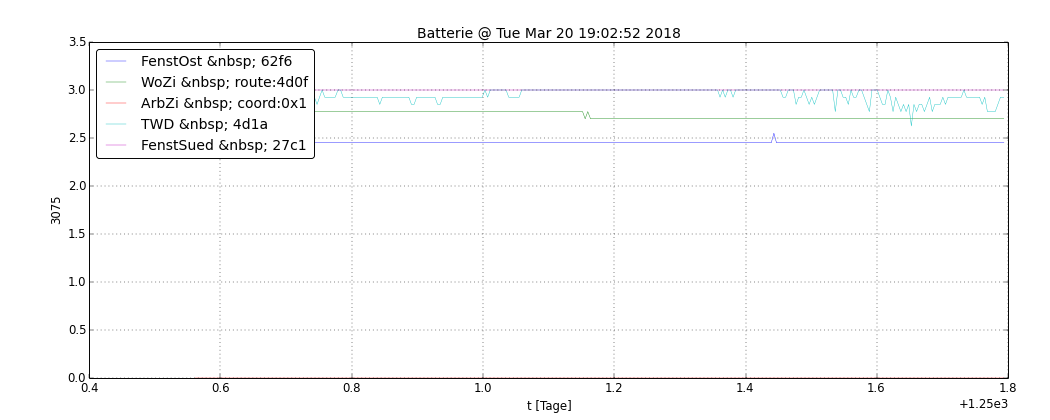 Batterie @ Tue Mar 20 19:02:52 2018
3.5
3.0
2.5
2.0
1.5
1.0
0.5
0.0
3075
FenstOst &nbsp; 62f6
WoZi &nbsp; route:4d0f
ArbZi &nbsp; coord:0x1
TWD &nbsp; 4d1a
FenstSued &nbsp; 27c1
0.4 0.6 0.8 1.0 1.2 1.4 1.6 1.8
t [Tage]
+1.25e3